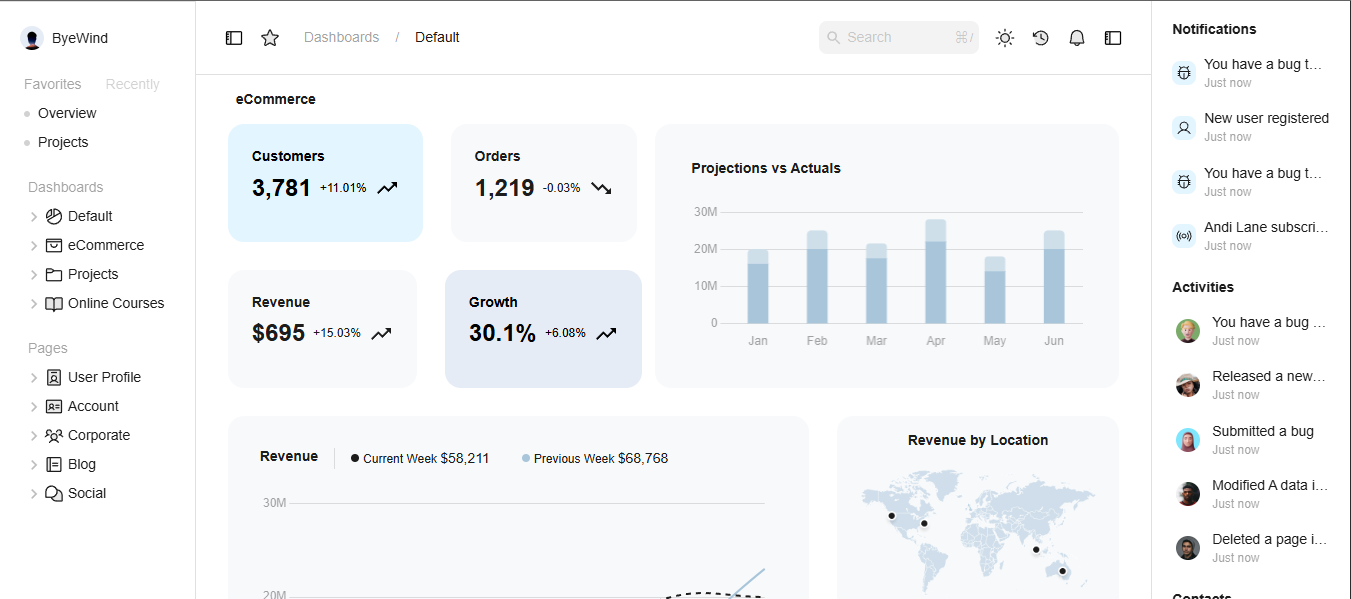 ByeWind
Favorites Recently
Overview
Projects
Dashboards
Default
eCommerce
Projects
Online Courses
Pages
User Profile
Account
Corporate
Blog
Social
Dashboards / Default
Search ⌘/
eCommerce
Customers
3,781 +11.01%
Orders
1,219 -0.03%
Revenue
$695 +15.03%
Growth
30.1% +6.08%
Projections vs Actuals
30M
20M
10M
0
Jan Feb Mar Apr May Jun
Revenue Current Week $58,211 Previous Week $68,768
30M
20M
Revenue by Location
Notifications
You have a bug t…
Just now
New user registered
Just now
You have a bug t…
Just now
Andi Lane subscri…
Just now
Activities
You have a bug …
Just now
Released a new…
Just now
Submitted a bug
Just now
Modified A data i…
Just now
Deleted a page i…
Just now
Contacts